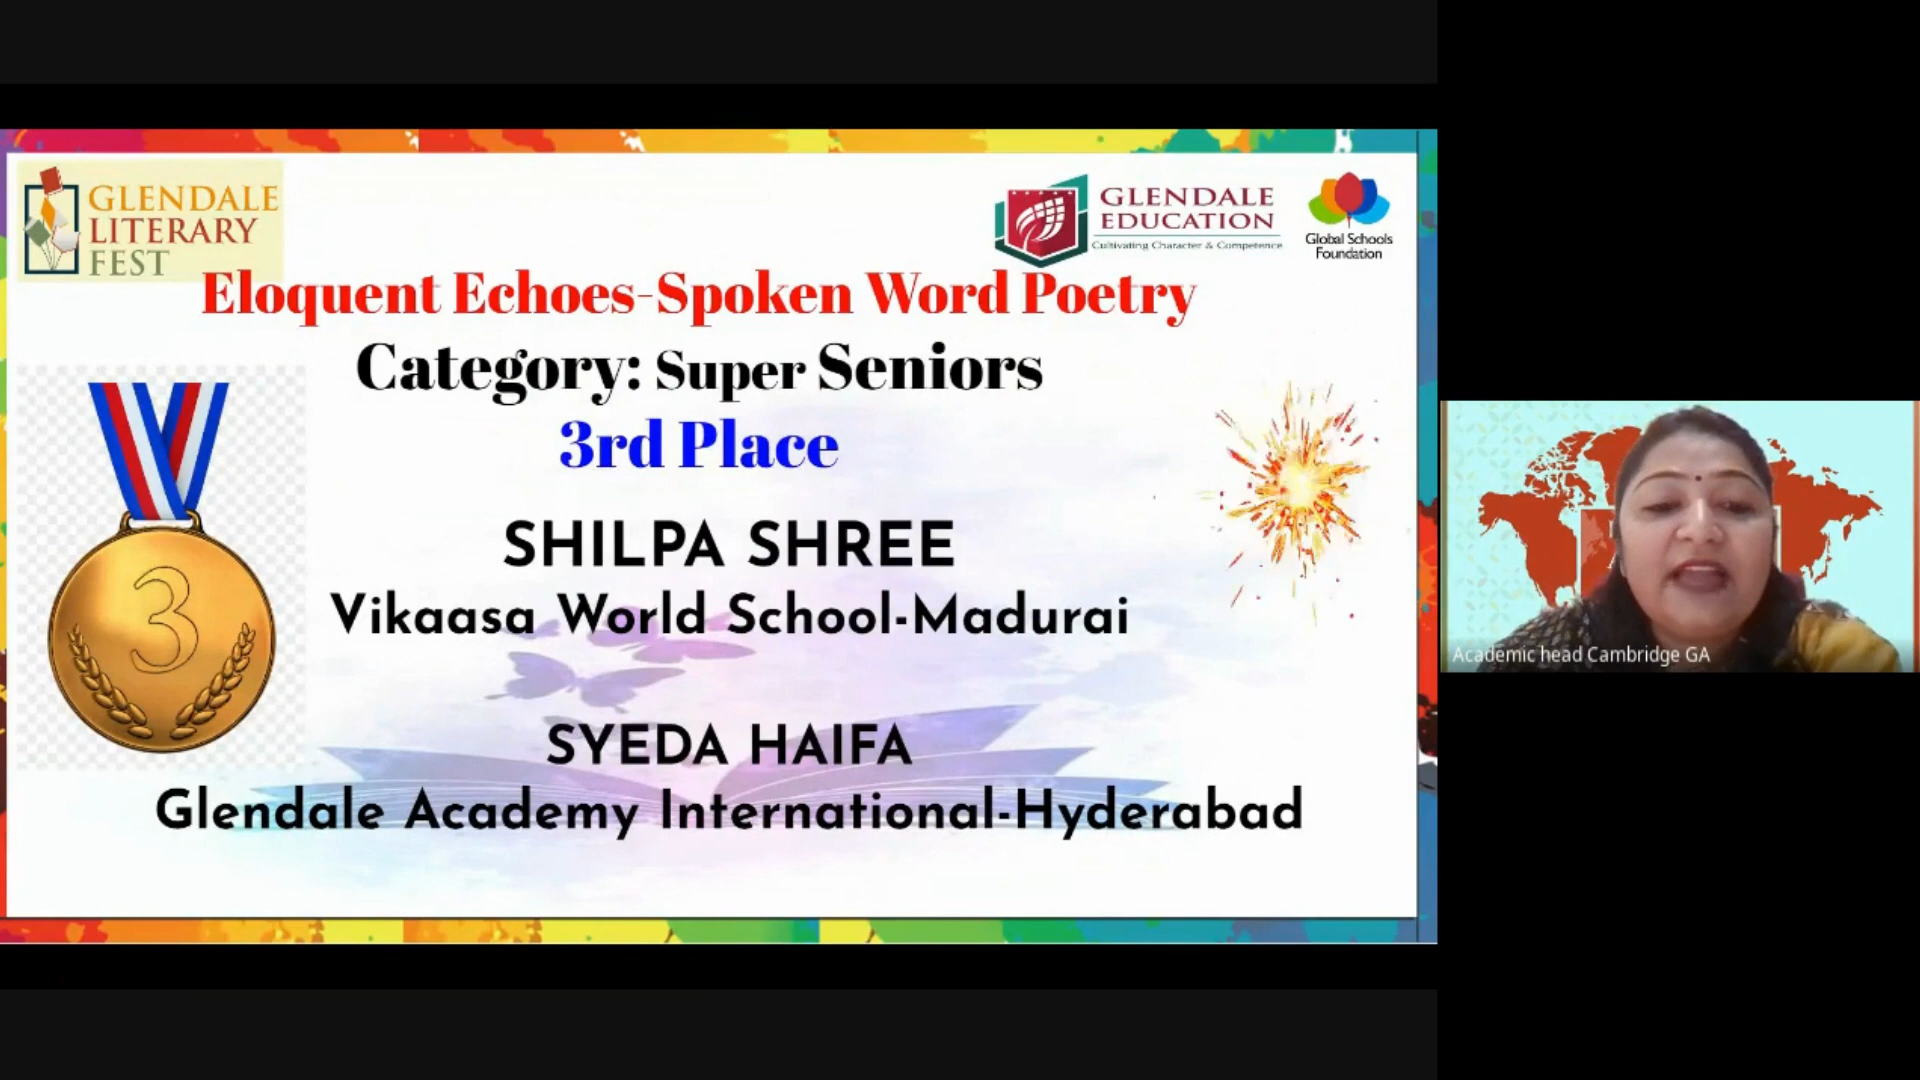 GLENDALE
LITERARY
FEST
GLENDALE
EDUCATION
Cultivating Character & Competence
Global Schools
Foundation
Eloquent Echoes-Spoken Word Poetry
Category: Super Seniors
3rd Place
3
SHILPA SHREE
Vikaasa World School-Madurai
SYEDA HAIFA
Glendale Academy International-Hyderabad
Academic head Cambridge GA